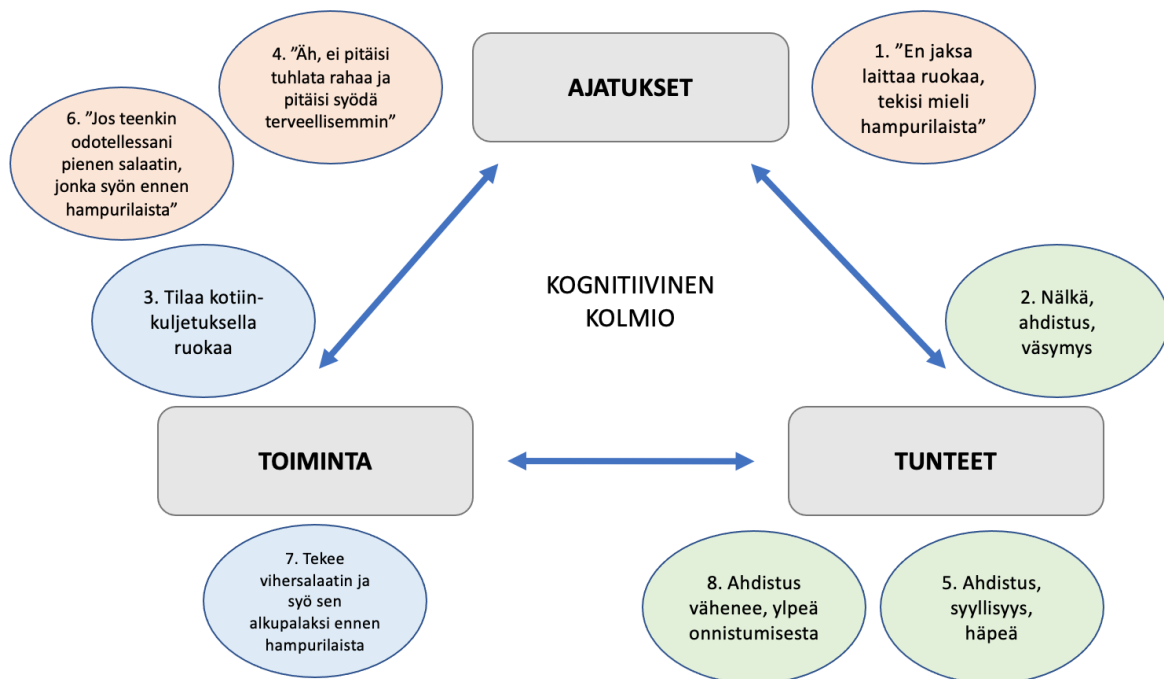 4. ”Äh, ei pitäisi
tuhlata rahaa ja
pitäisi syödä
terveellisemmin”
AJATUKSET
1. ”En jaksa
laittaa ruokaa,
tekisi mieli
hampurilaista”
6. ”Jos teenkin
odotellessani
pienen salaatin,
jonka syön ennen
hampurilaista”
3. Tilaa kotiin-
kuljetuksella
ruokaa
KOGNITIIVINEN
KOLMIO
2. Nälkä,
ahdistus,
väsymys
TOIMINTA
TUNTEET
7. Tekee
vihersalaatin ja
syö sen
alkupalaksi ennen
hampurilaista
8. Ahdistus
vähenee, ylpeä
onnistumisesta
5. Ahdistus,
syyllisyys,
häpeä